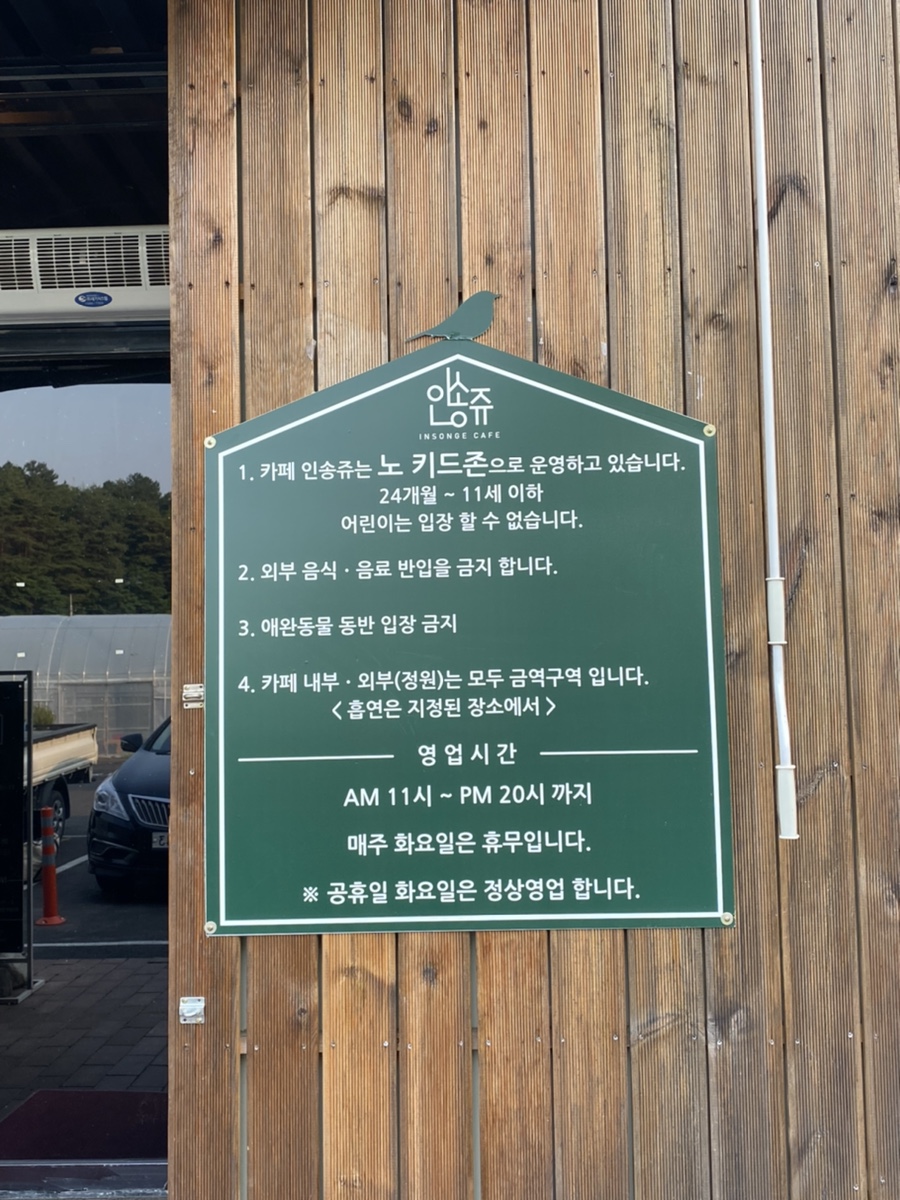 인송쥬
INSONGE CAFE
1. 카페 인송쥬는 노 키드존으로 운영하고 있습니다.
24개월 ~ 11세 이하
어린이는 입장 할 수 없습니다.
2. 외부 음식 · 음료 반입을 금지 합니다.
3. 애완동물 동반 입장 금지
4. 카페 내부 · 외부(정원)는 모두 금역구역 입니다.
< 흡연은 지정된 장소에서 >
영업시간
AM 11시 ~ PM 20시 까지
매주 화요일은 휴무입니다.
※ 공휴일 화요일은 정상영업 합니다.